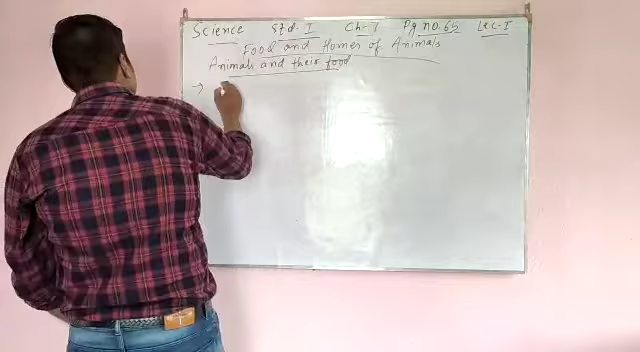 Science Std-I Ch-7 Pg no.65 Lec-I
Food and Homes of Animals
Animals and their food
→